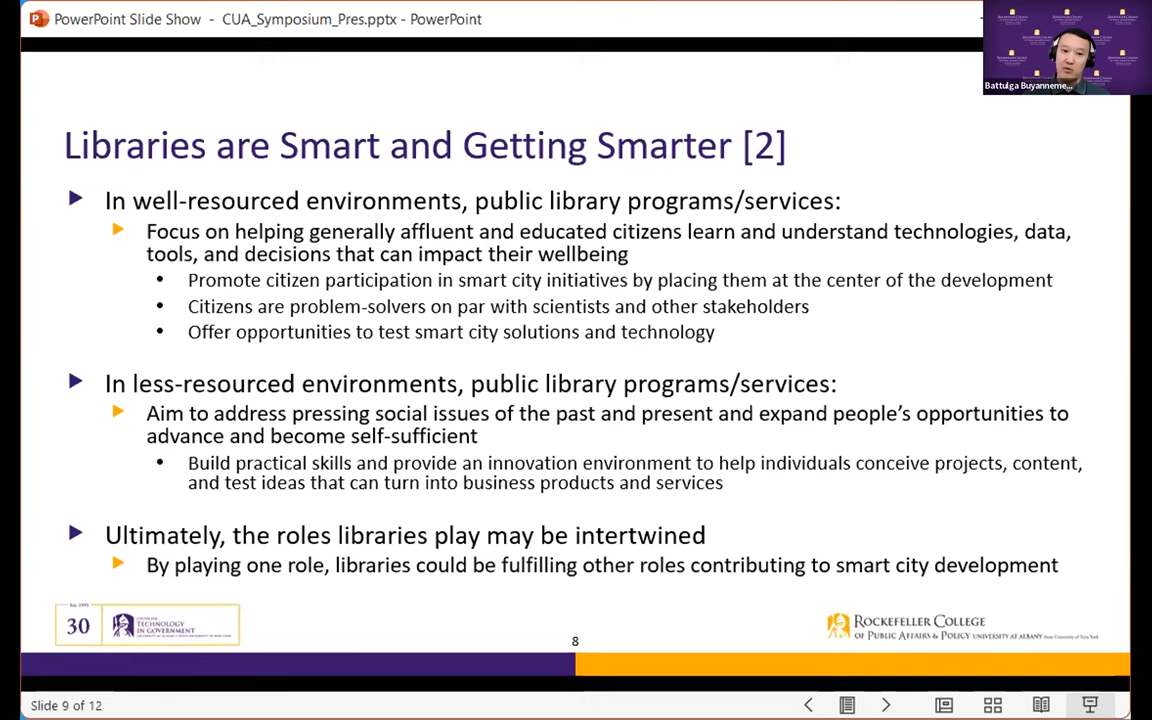 PowerPoint Slide Show - CUA_Symposium_Pres.pptx - PowerPoint
Battulga Buyanneme...
Libraries are Smart and Getting Smarter [2]
In well-resourced environments, public library programs/services:
Focus on helping generally affluent and educated citizens learn and understand technologies, data,
tools, and decisions that can impact their wellbeing
• Promote citizen participation in smart city initiatives by placing them at the center of the development
• Citizens are problem-solvers on par with scientists and other stakeholders
• Offer opportunities to test smart city solutions and technology
In less-resourced environments, public library programs/services:
Aim to address pressing social issues of the past and present and expand people's opportunities to
advance and become self-sufficient
• Build practical skills and provide an innovation environment to help individuals conceive projects, content,
and test ideas that can turn into business products and services
Ultimately, the roles libraries play may be intertwined
By playing one role, libraries could be fulfilling other roles contributing to smart city development
30
CENTER FOR
TECHNOLOGY
IN GOVERNMENT
ROCKEFELLER COLLEGE
OF PUBLIC AFFAIRS & POLICY UNIVERSITY AT ALBANY State University of New York
8
Slide 9 of 12